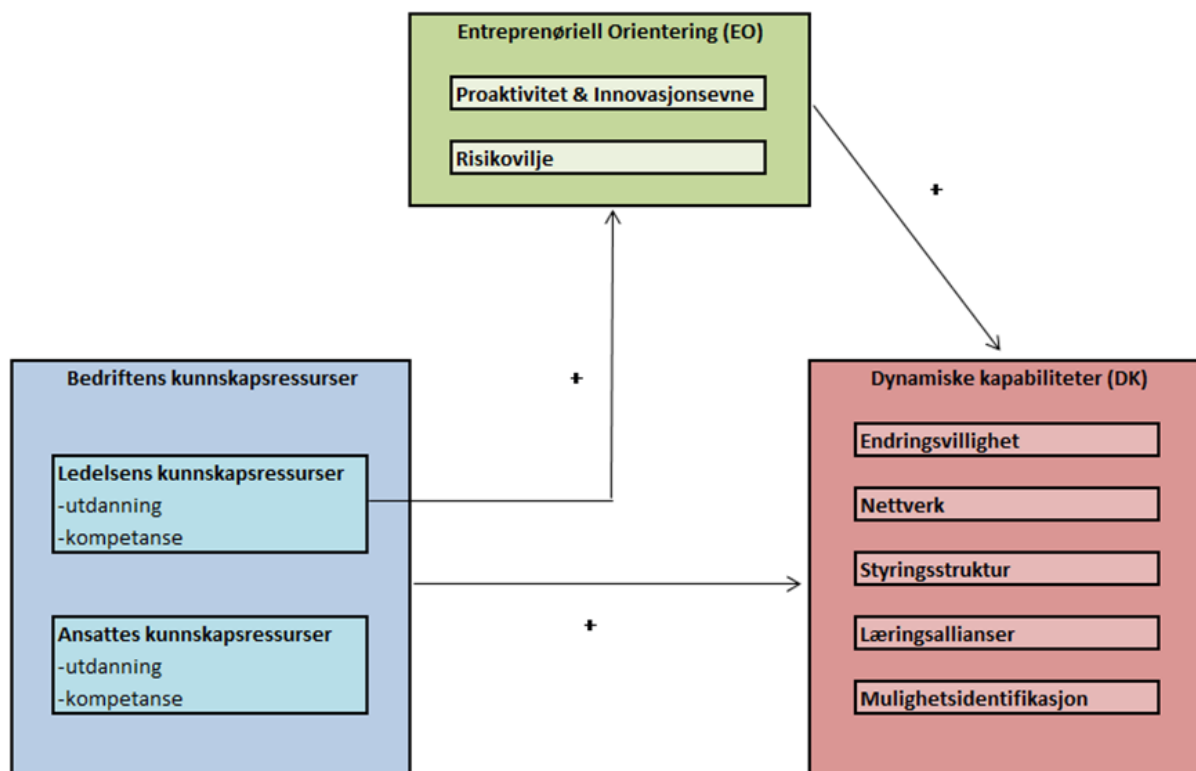 Entreprenøriell Orientering (EO)
Proaktivitet & Innovasjonsevne
Risikovilje
+
+
Bedriftens kunnskapsressurser
Ledelsens kunnskapsressurser
-utdanning
-kompetanse
Ansattes kunnskapsressurser
-utdanning
-kompetanse
+
Dynamiske kapabiliteter (DK)
Endringsvillighet
Nettverk
Styringsstruktur
Læringsallianser
Mulighetsidentifikasjon